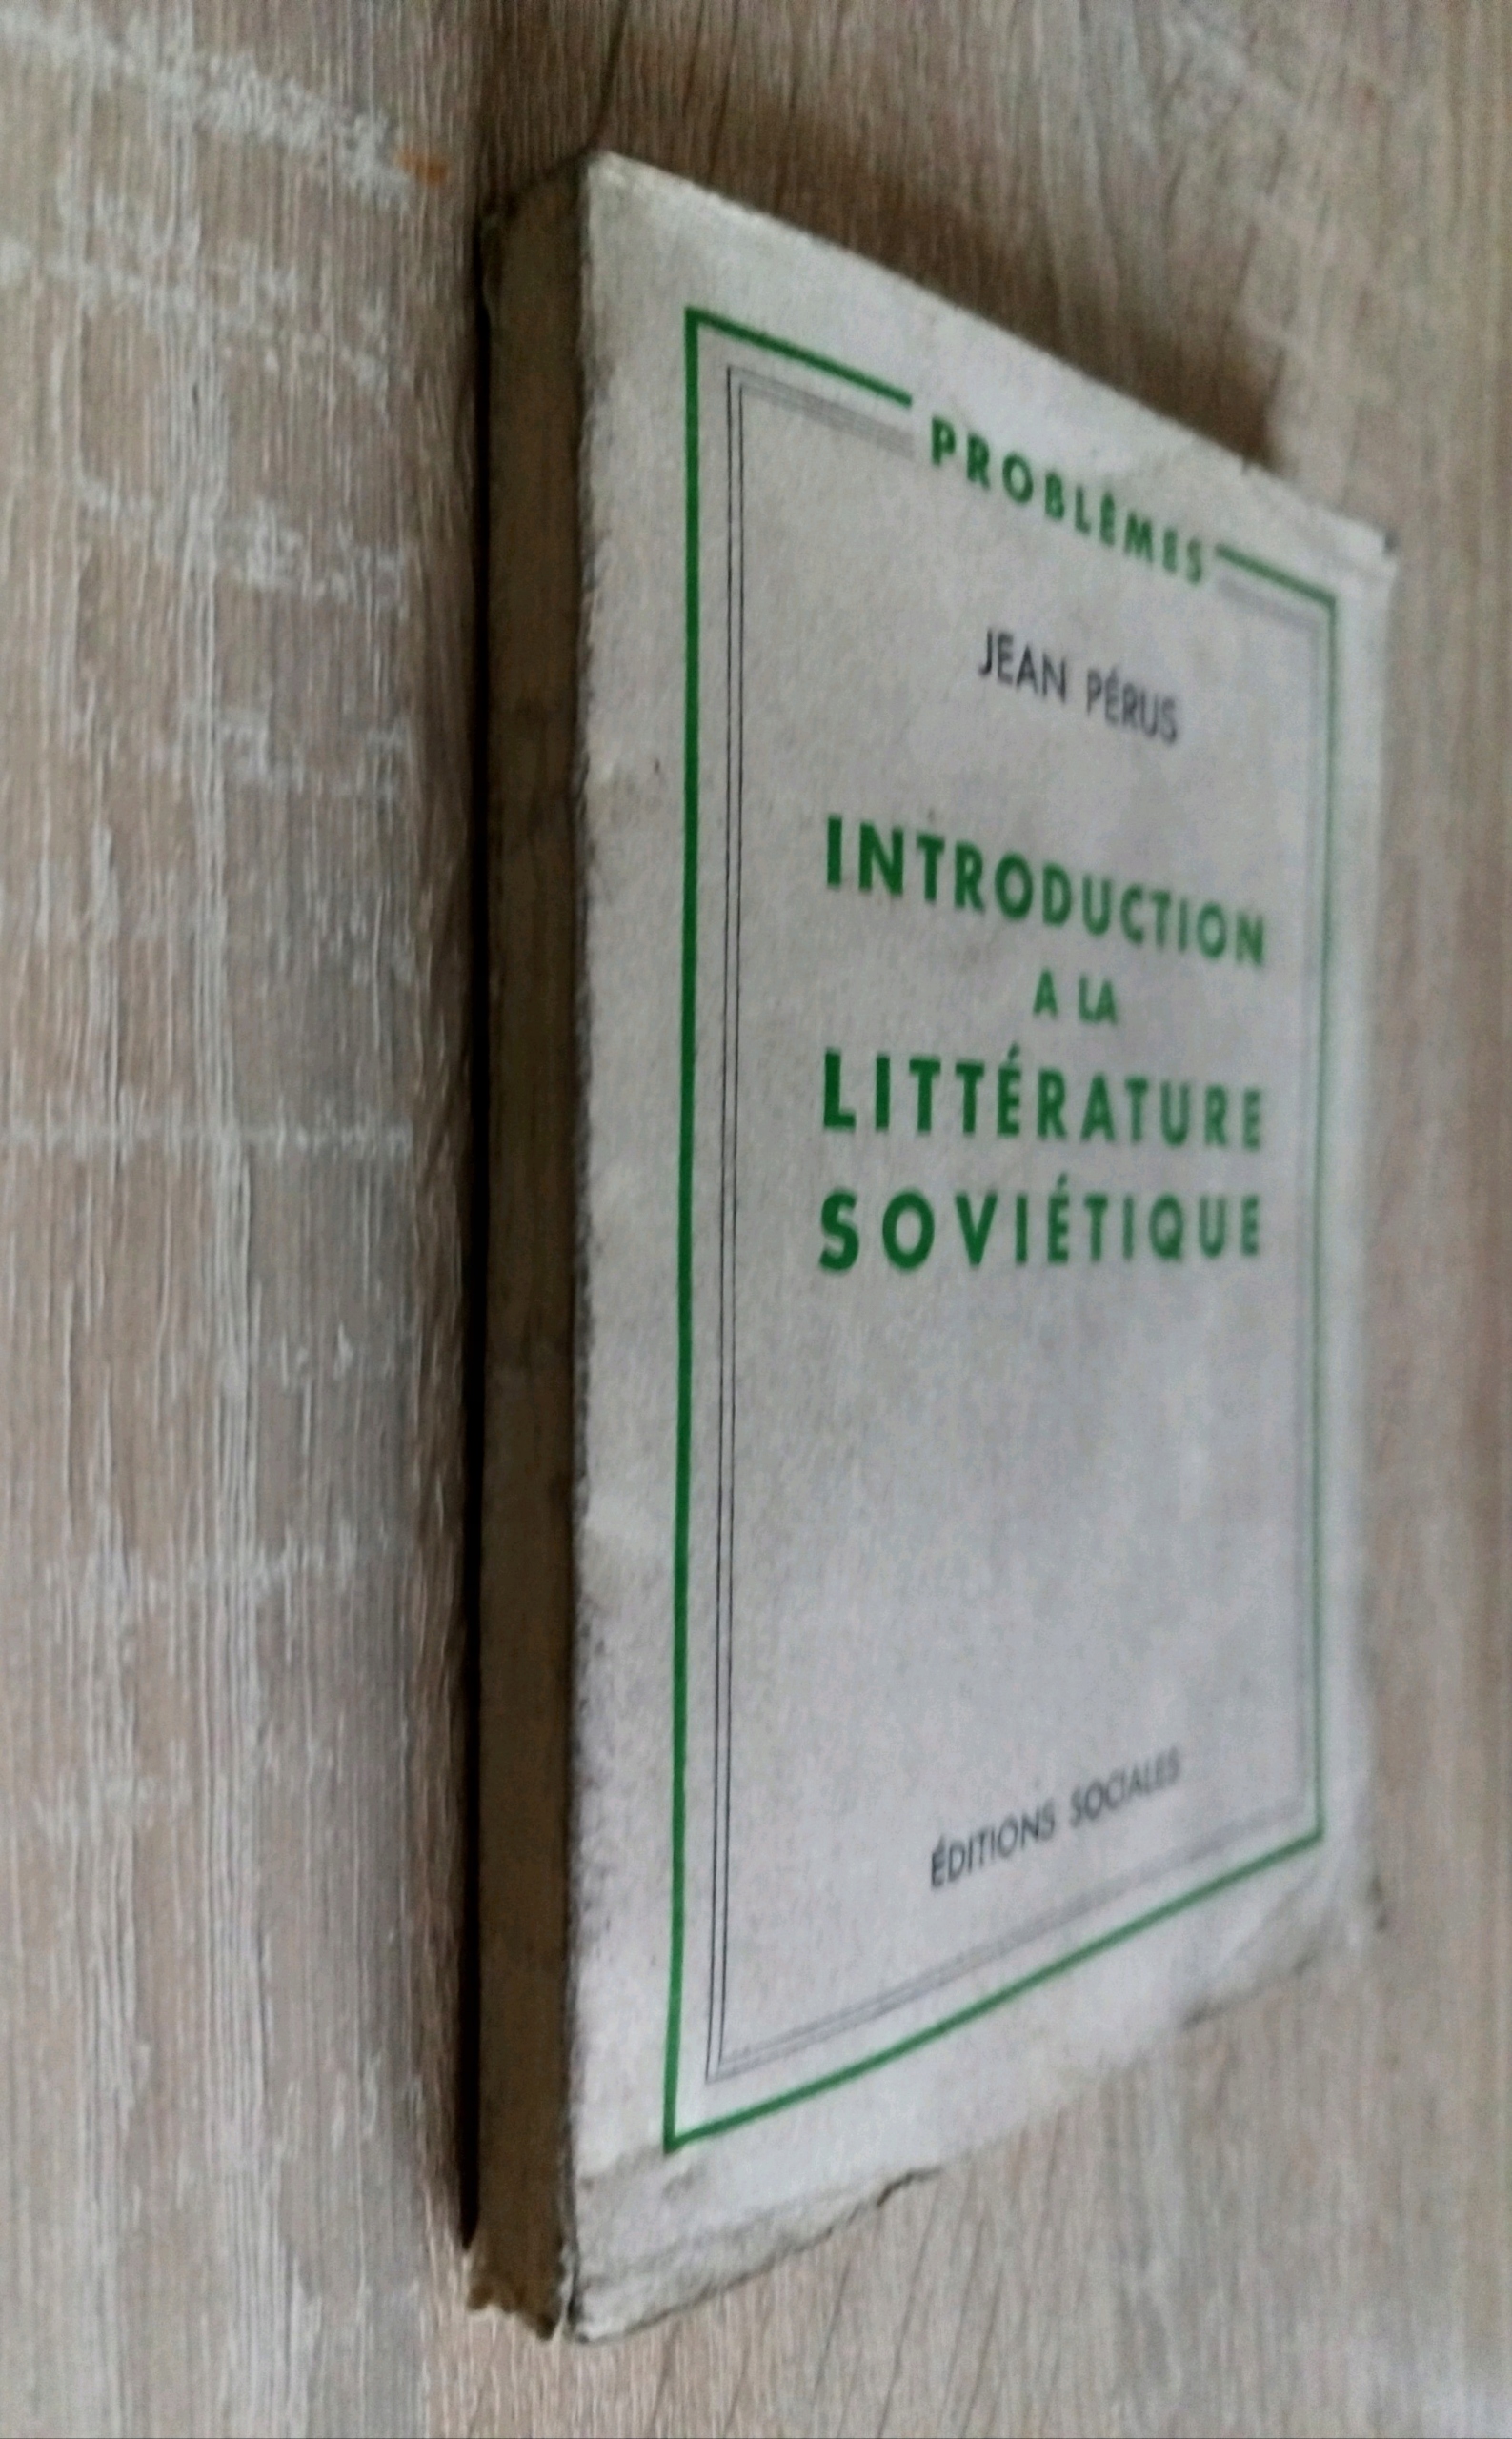 PROBLÈMES
JEAN PÉRUS
INTRODUCTION
A LA
LITTÉRATURE
SOVIÉTIQUE
ÉDITIONS SOCIALES